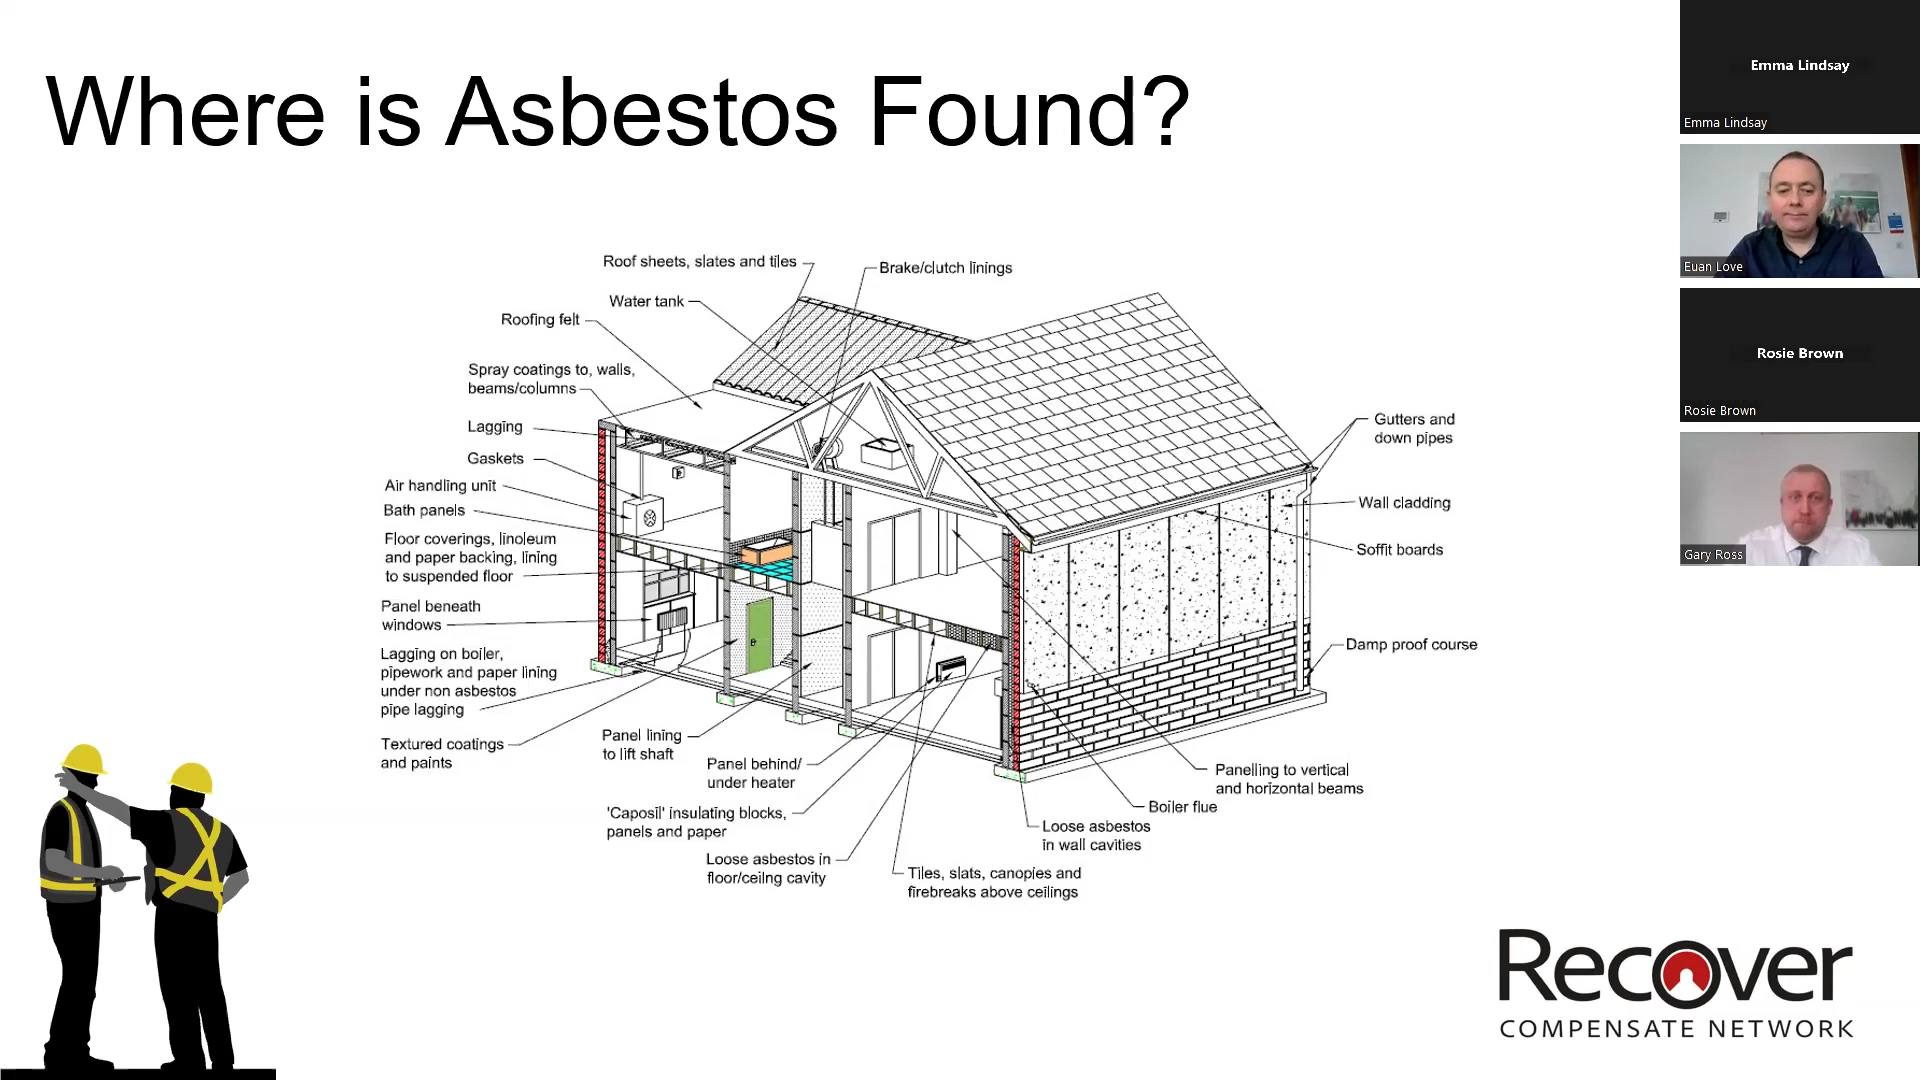 Where is Asbestos Found?
Roof sheets, slates and tiles
Brake/clutch linings
Water tank
Roofing felt
Spray coatings to, walls,
beams/columns
Lagging
Gaskets
Air handling unit
Bath panels
Floor coverings, linoleum
and paper backing, lining
to suspended floor
Panel beneath
windows
Lagging on boiler,
pipework and paper lining
under non asbestos
pipe lagging
Textured coatings
and paints
Panel lining
to lift shaft
Panel behind/
under heater
'Caposil' insulating blocks,
panels and paper
Loose asbestos in
floor/ceilng cavity
Tiles, slats, canopies and
firebreaks above ceilings
Loose asbestos
in wall cavities
Boiler flue
Panelling to vertical
and horizontal beams
Damp proof course
Soffit boards
Wall cladding
Gutters and
down pipes
Recover
COMPENSATE NETWORK
Emma Lindsay
Emma Lindsay
Euan Love
Rosie Brown
Rosie Brown
Gary Ross